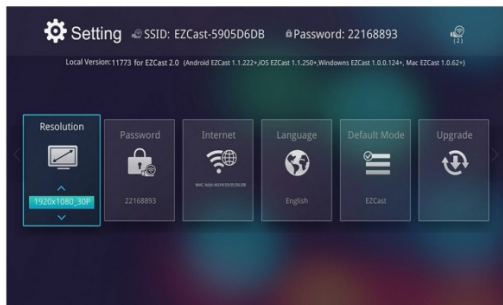 Setting SSID: EZCast-5905D6DB Password: 22168893
(2)
Local Version:11773 for EZCast 2.0 (Android EZCast 1.1.222+,iOS EZCast 1.1.250+,Windowns EZCast 1.0.0.124+, Mac EZCast 1.0.62+)
Resolution
1920x1080_30P
Password
22168893
Internet
Language
English
Default Mode
EZCast
Upgrade